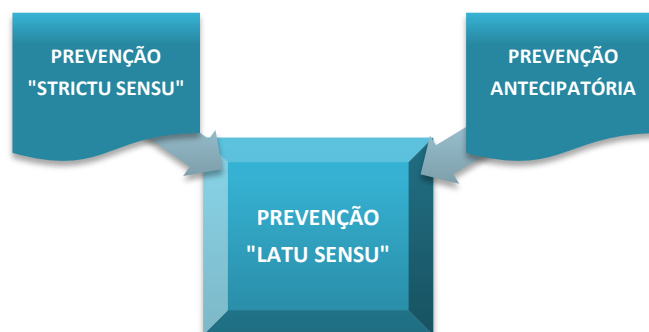 PREVENÇÃO
"STRICTU SENSU"
PREVENÇÃO
ANTECIPATÓRIA
PREVENÇÃO
"LATU SENSU"